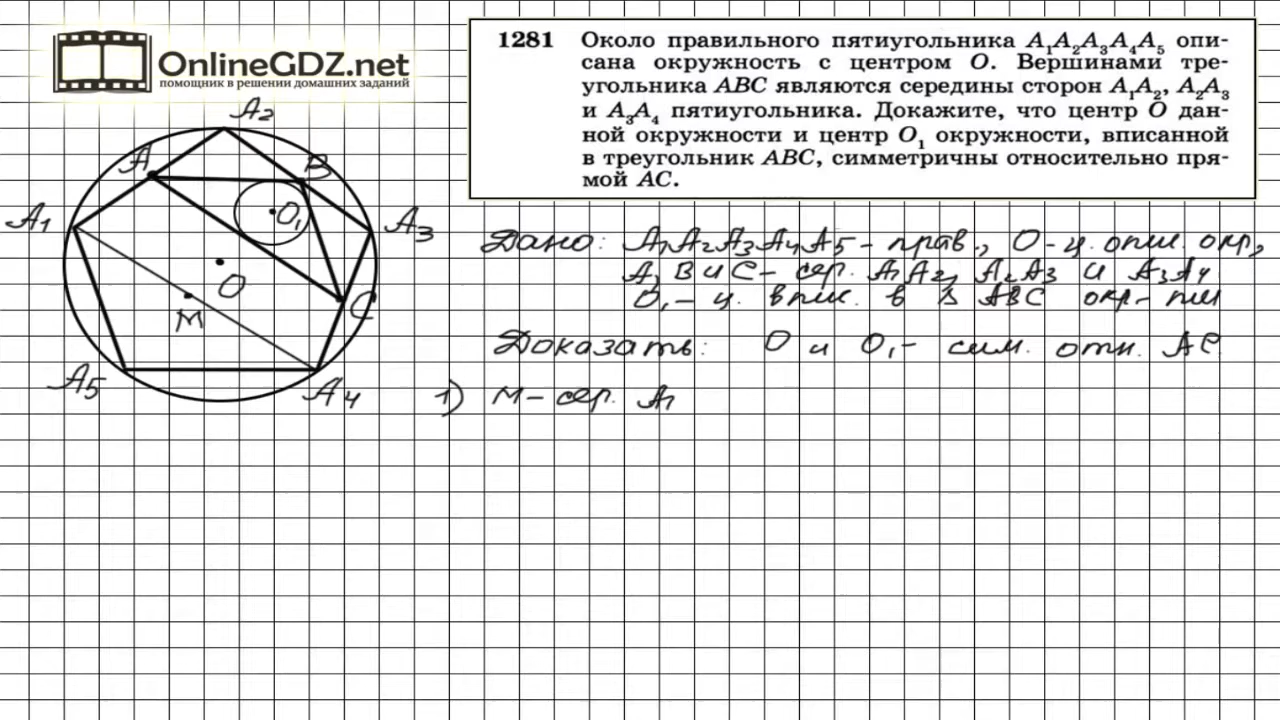 OnlineGDZ.net
помощник в решении домашних заданий
1281 Около правильного пятиугольника A₁A₂A₃A₄A₅ опи-
сана окружность с центром O. Вершинами тре-
угольника ABC являются середины сторон A₁A₂, A₂A₃
и A₃A₄ пятиугольника. Докажите, что центр O дан-
ной окружности и центр O₁ окружности, вписанной
в треугольник ABC, симметричны относительно пря-
мой AC.
A₂
A
B
A₁
O₁
A₃
O
M
C
A₅
A₄
Дано: A₁A₂A₃A₄A₅ - прав., O - ц. опис. окр,
A, B и C - сер. A₁A₂, A₂A₃ и A₃A₄
O₁ - ц. впис. в Δ ABC окр-ти
Доказать: O и O₁ - сим. отн. AC
1) M - сер. A₁